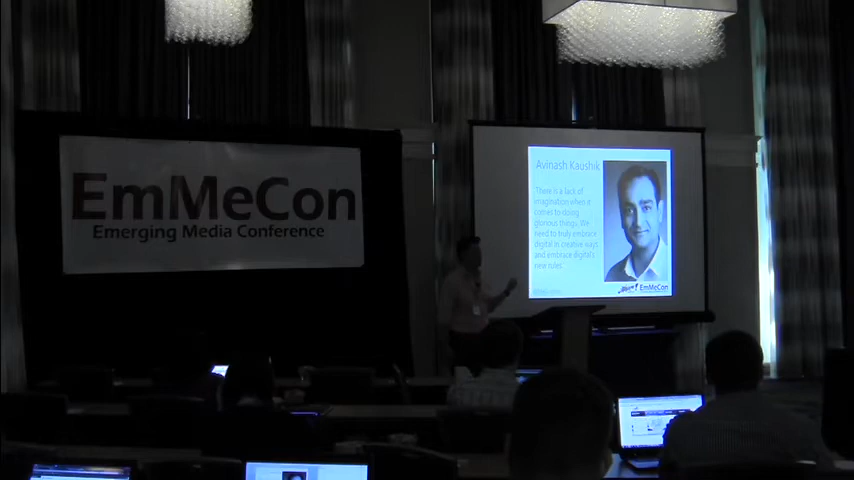 EmMeCon
Emerging Media Conference
Avinash Kaushik
There is a lack of
imagination when it
comes to doing
glorious things. We
need to truly embrace
digital in creative ways
and embrace digital's
new rules.
EmMeCon